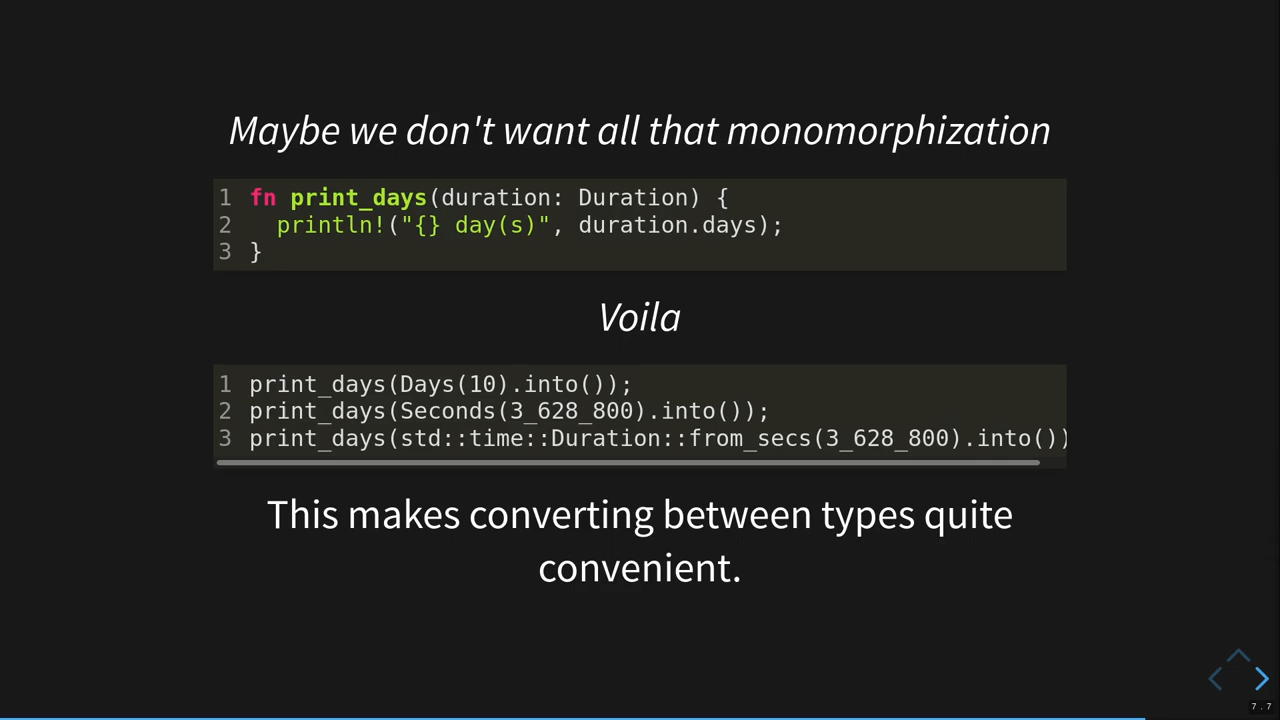 Maybe we don't want all that monomorphization
1 fn print_days(duration: Duration) {
2   println!("{} day(s)", duration.days);
3 }
Voila
1 print_days(Days(10).into());
2 print_days(Seconds(3_628_800).into());
3 print_days(std::time::Duration::from_secs(3_628_800).into())
This makes converting between types quite
convenient.
7.7